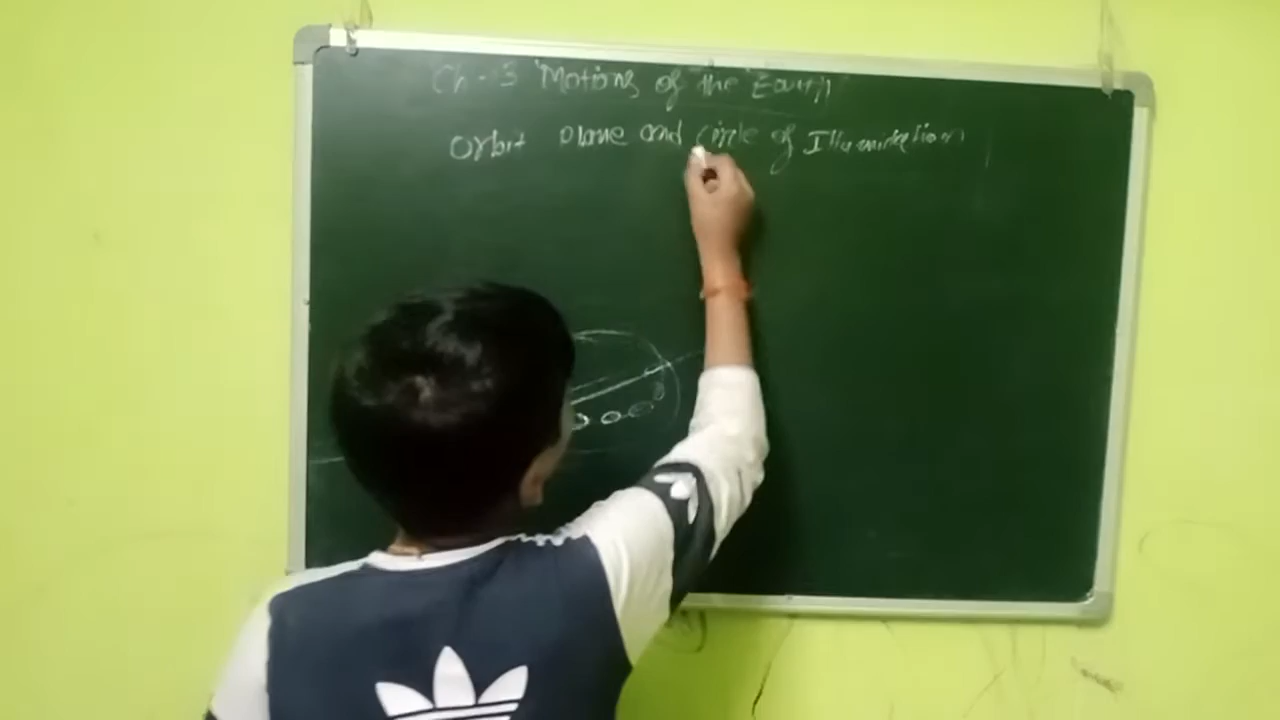 Ch - 3 'Motions of the Earth'
Orbit plane and circle of Illumination